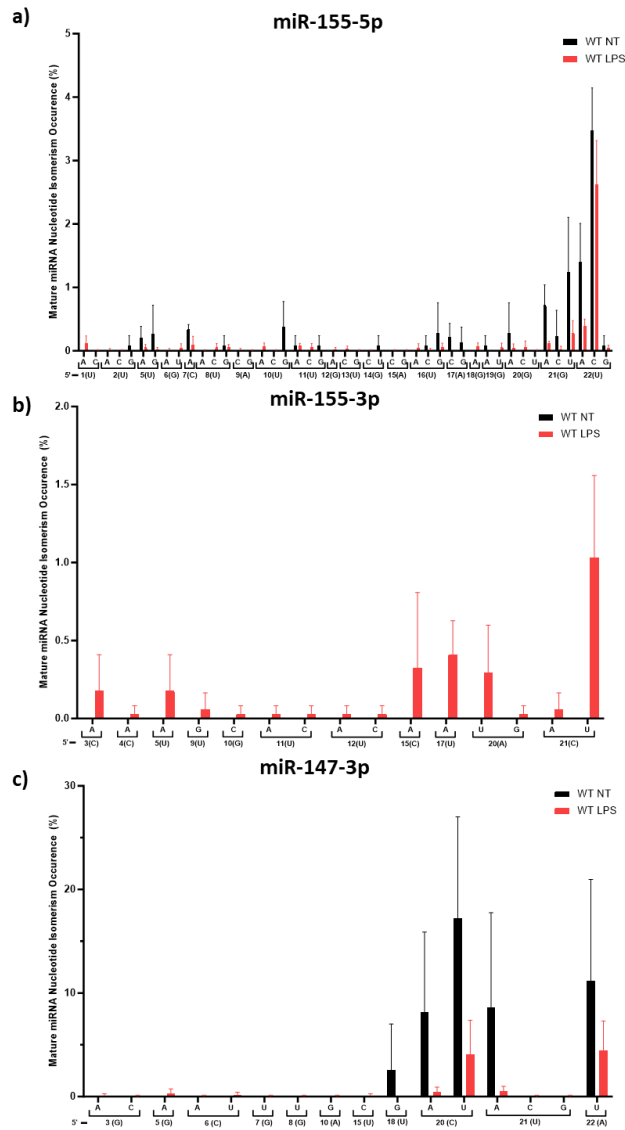 a)
miR-155-5p
Mature miRNA Nucleotide Isomerism Occurence (%)
5
4
3
2
1
0
WT NT
WT LPS
A C A C G A G A U A A C G C G A C G A C G A C G C U C G A C G C G A A U A C U A C U A C G
5' – 1(U) 2(U) 5(U) 6(G) 7(C) 8(U) 9(A) 10(U) 11(U) 12(G) 13(U) 14(G) 15(A) 16(U) 17(A) 18(G) 19(G) 20(G) 21(G) 22(U)
b)
miR-155-3p
Mature miRNA Nucleotide Isomerism Occurence (%)
2.0
1.5
1.0
0.5
0.0
WT NT
WT LPS
A A A G C A C A C A A U G A U
5' – 3(C) 4(C) 5(U) 9(U) 10(G) 11(U) 12(U) 15(C) 17(U) 20(A) 21(C)
c)
miR-147-3p
Mature miRNA Nucleotide Isomerism Occurence (%)
30
20
10
0
WT NT
WT LPS
A C A A U U U G C G A U A C G U
5' – 3 (G) 5 (G) 6 (C) 7 (G) 8 (G) 10 (A) 15 (U) 18 (U) 20 (C) 21 (U) 22 (A)